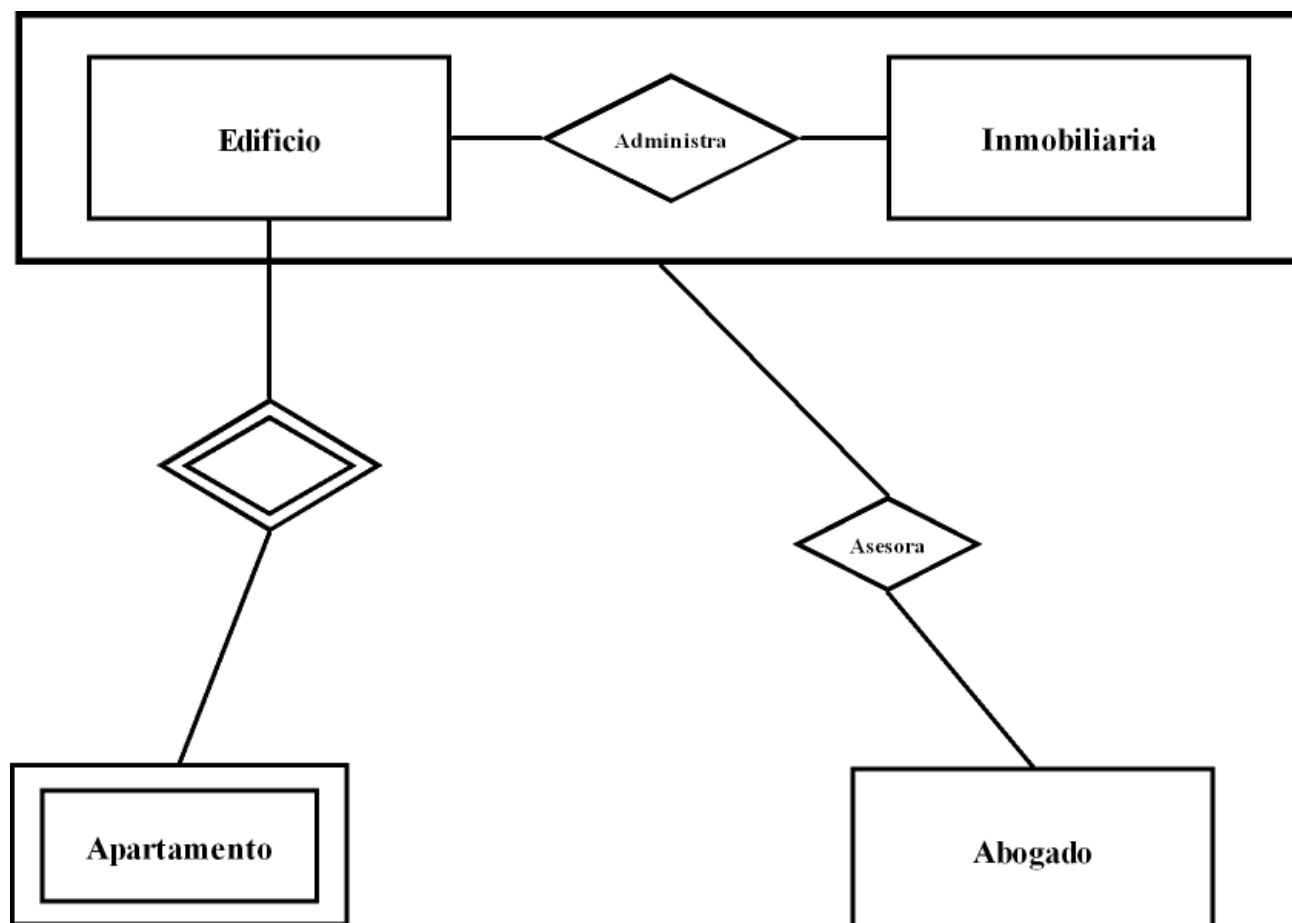 Edificio
Administra
Inmobiliaria
Asesora
Apartamento
Abogado